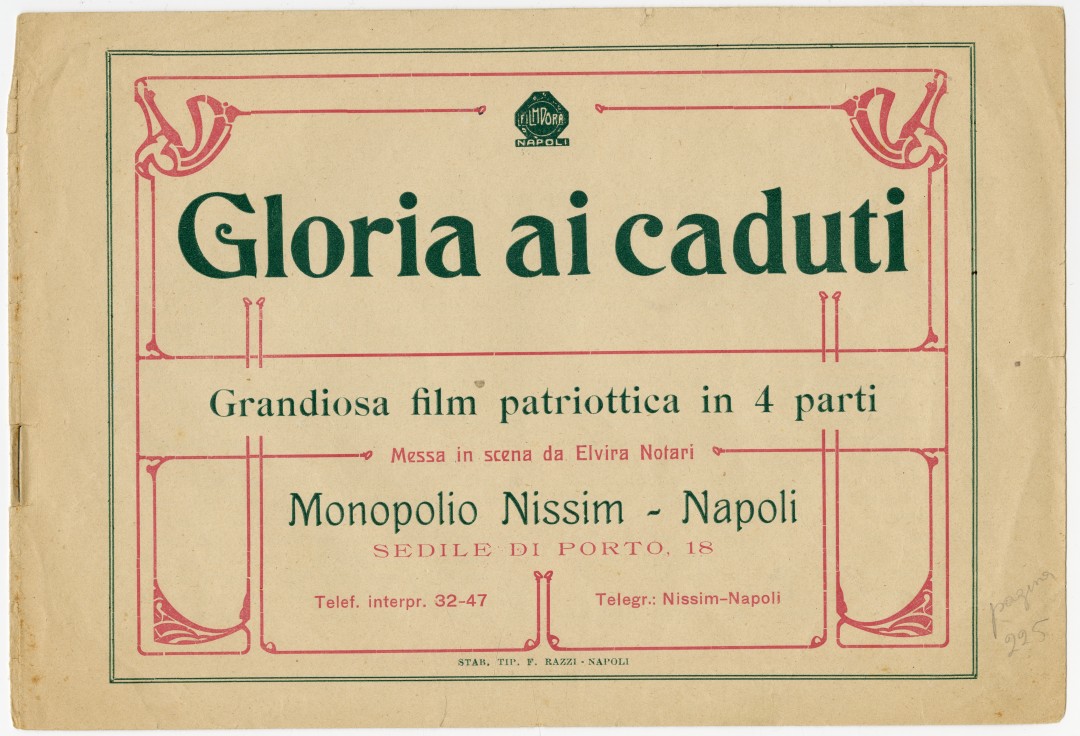 FILMDORA
NAPOLI
Gloria ai caduti
Grandiosa film patriottica in 4 parti
Messa in scena da Elvira Notari
Monopolio Nissim - Napoli
SEDILE DI PORTO, 18
Telef. interpr. 32-47
Telegr.: Nissim-Napoli
STAB. TIP. F. RAZZI - NAPOLI
pagina
225